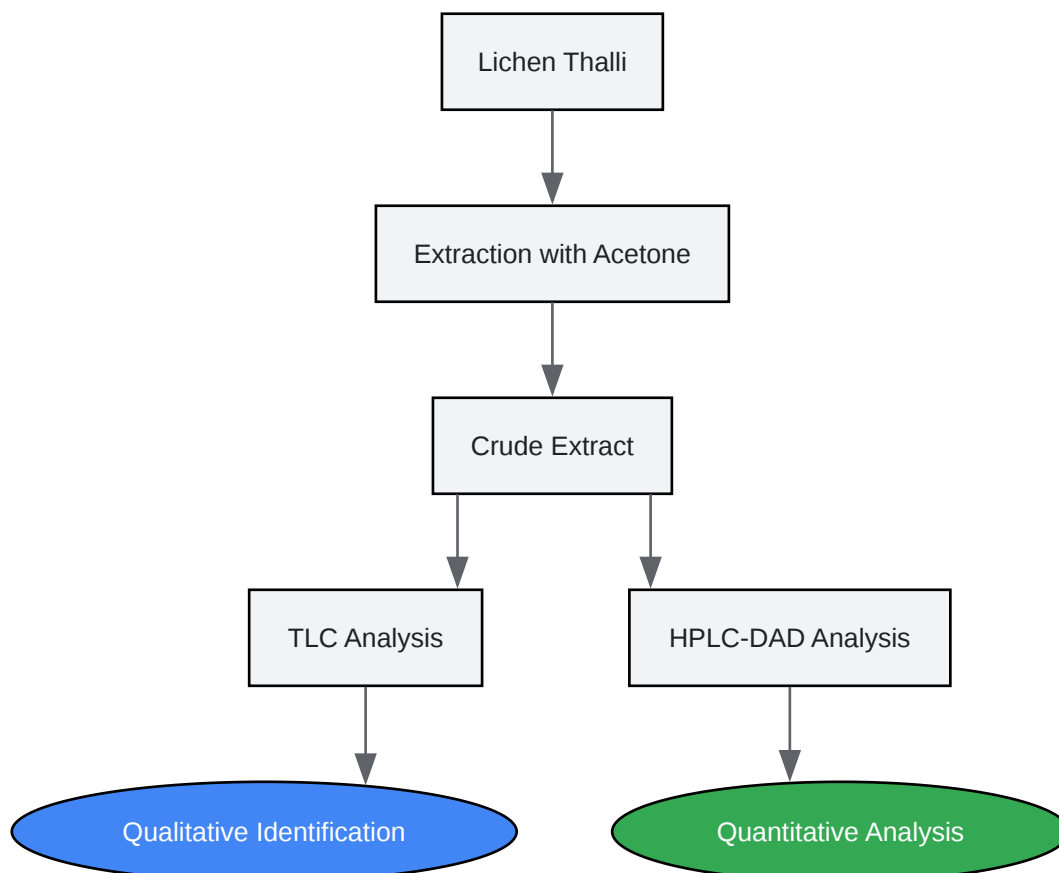 Lichen Thalli
Extraction with Acetone
Crude Extract
TLC Analysis
HPLC-DAD Analysis
Qualitative Identification
Quantitative Analysis